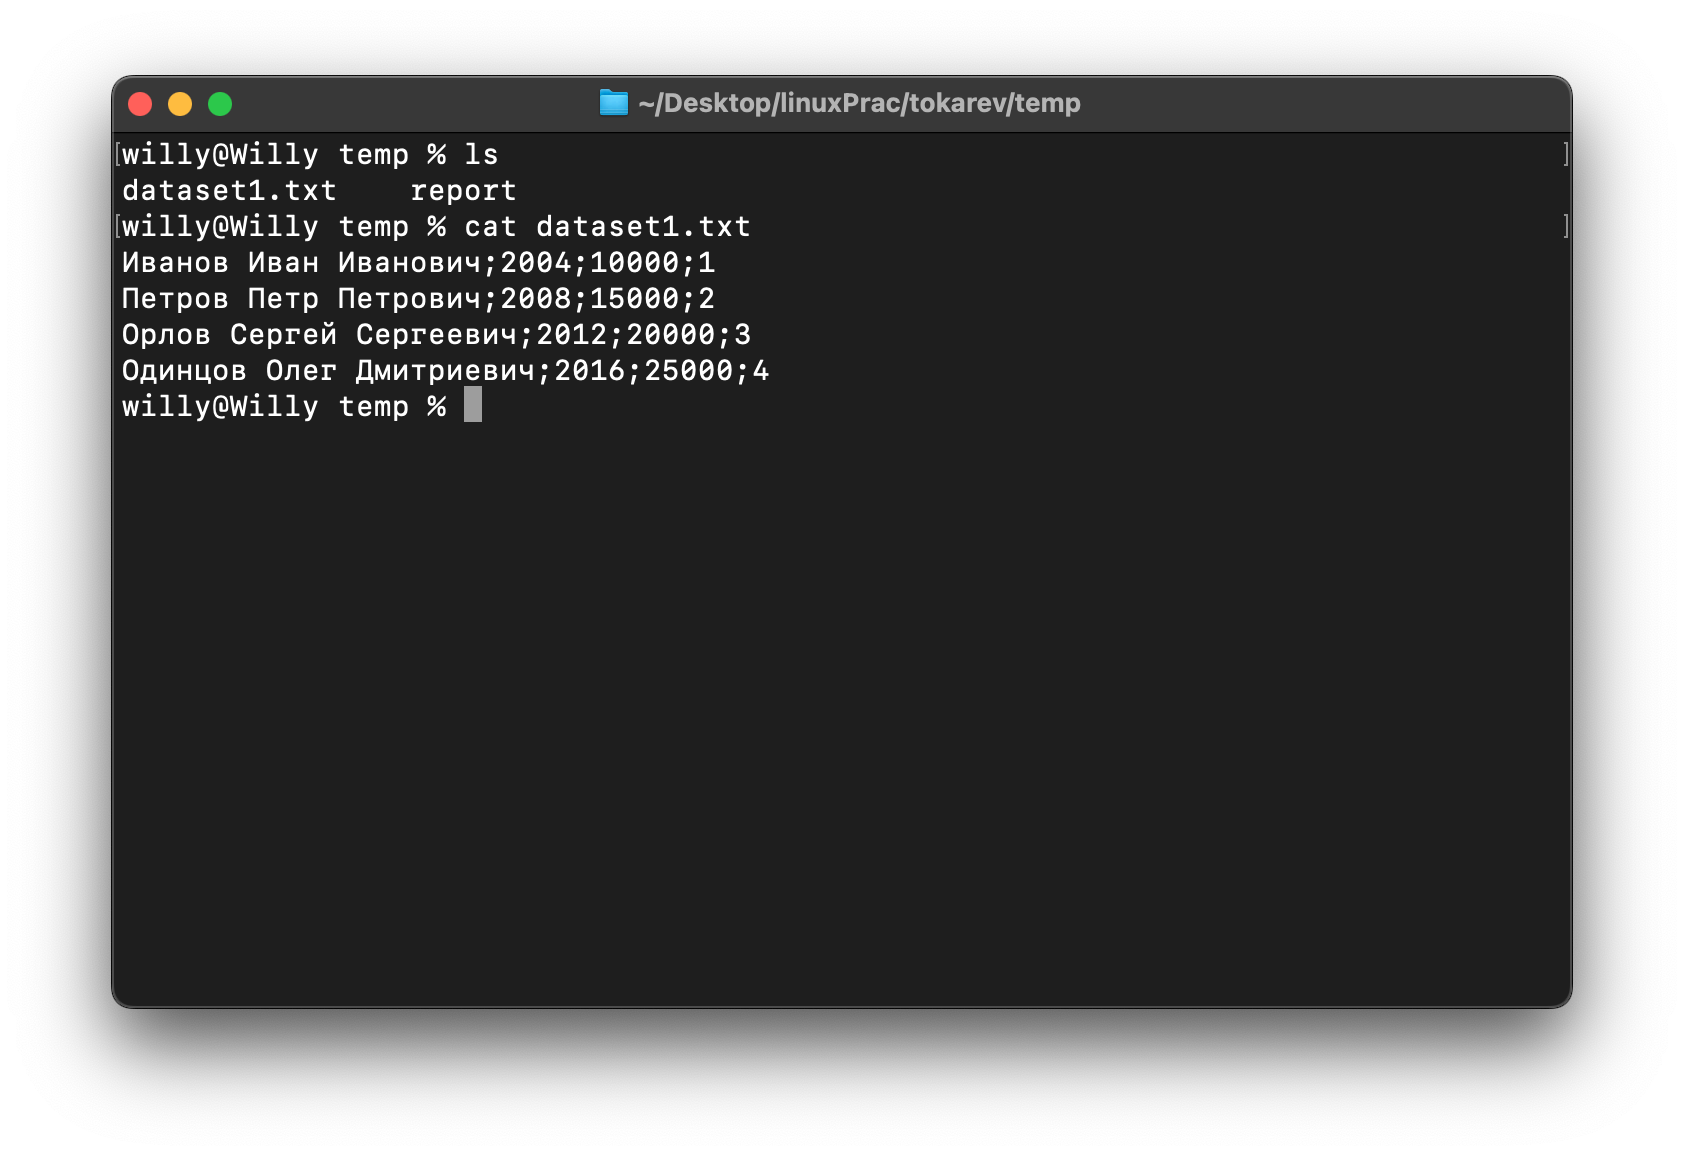 ~/Desktop/linuxPrac/tokarev/temp
[willy@Willy temp % ls ]
dataset1.txt    report
[willy@Willy temp % cat dataset1.txt ]
Иванов Иван Иванович;2004;10000;1
Петров Петр Петрович;2008;15000;2
Орлов Сергей Сергеевич;2012;20000;3
Одинцов Олег Дмитриевич;2016;25000;4
willy@Willy temp %